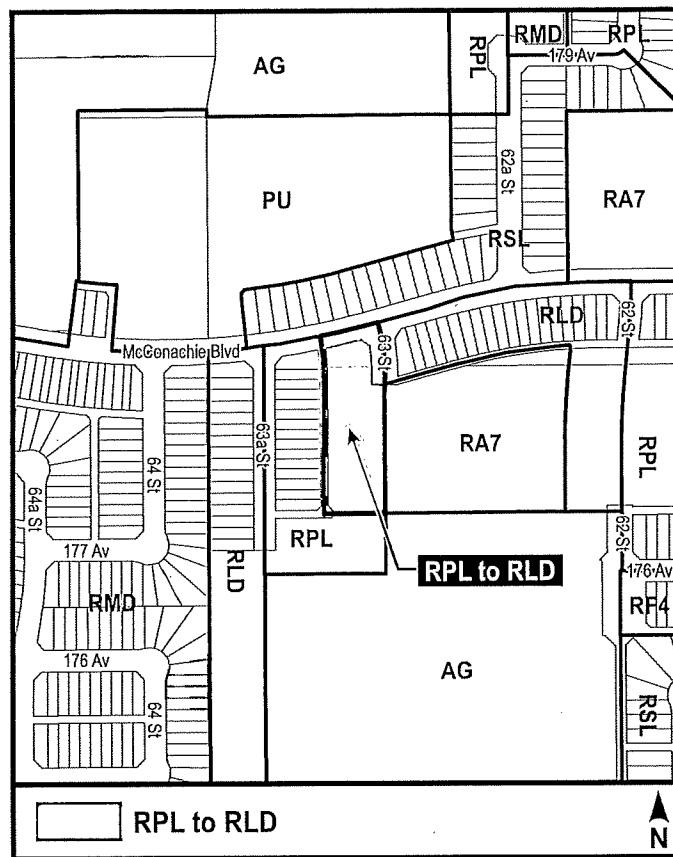 RMD
RPL
RPL
179 Av
AG
62a St
PU
RA7
RSL
RLD
62 St
McConachie Blvd
63 St
63a St
RA7
RPL
64 St
64a St
177 Av
RPL
62 St
RLD
RPL to RLD
176 Av
RMD
RF4
176 Av
AG
64 St
RSL
RPL to RLD
N